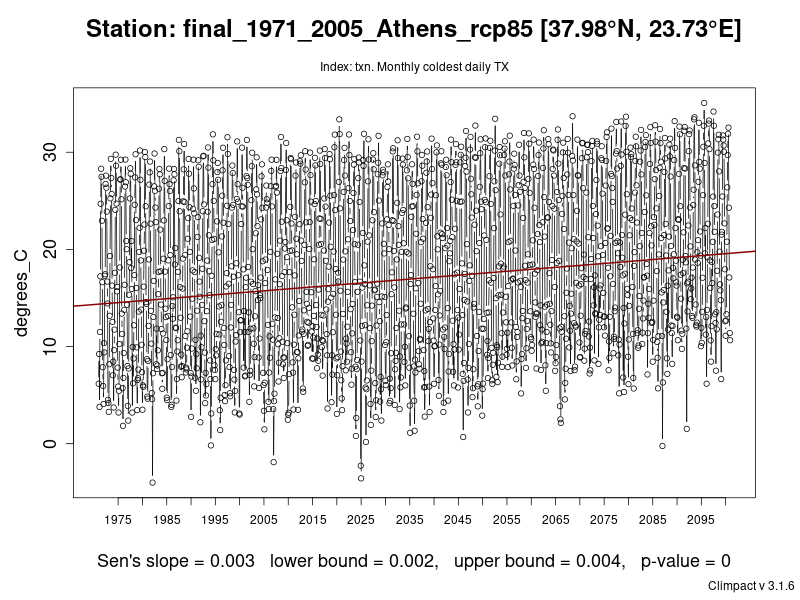 Station: final_1971_2005_Athens_rcp85 [37.98°N, 23.73°E]
Index: txn. Monthly coldest daily TX
degrees_C
30
20
10
0
1975 1985 1995 2005 2015 2025 2035 2045 2055 2065 2075 2085 2095
Sen's slope = 0.003 lower bound = 0.002, upper bound = 0.004, p-value = 0
Climpact v 3.1.6